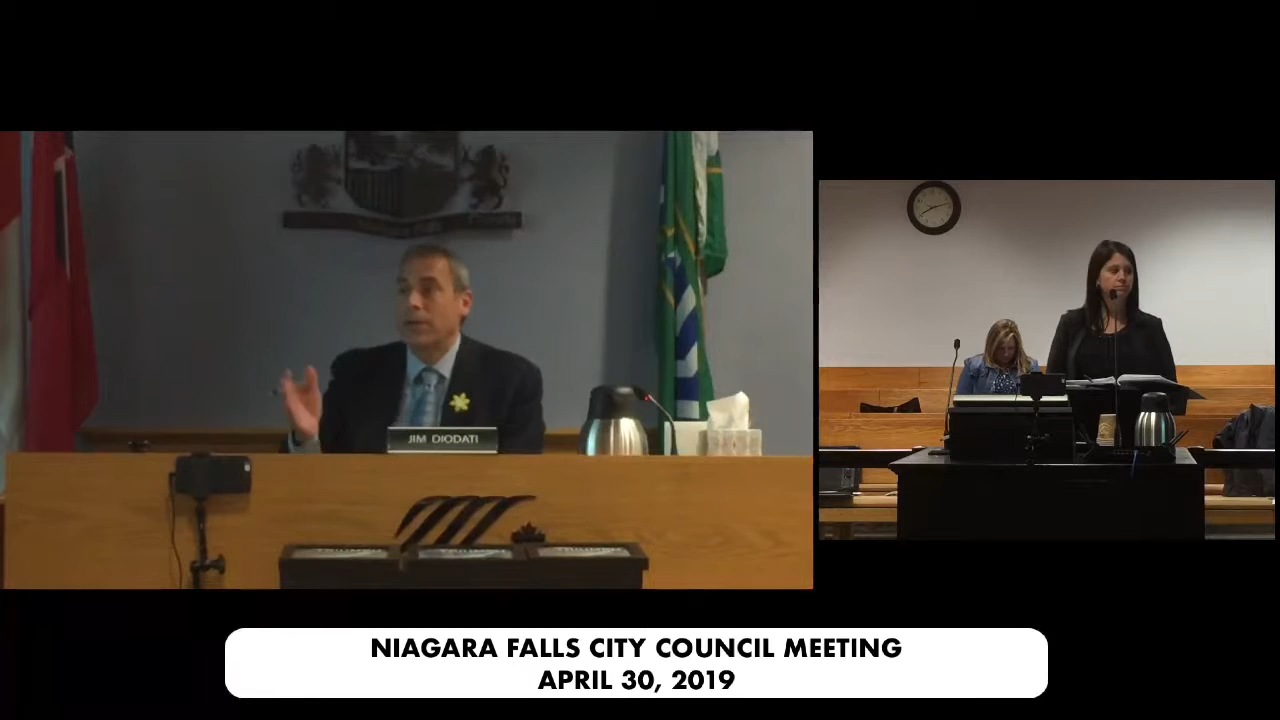 JIM DIODATI
NIAGARA FALLS CITY COUNCIL MEETING
APRIL 30, 2019